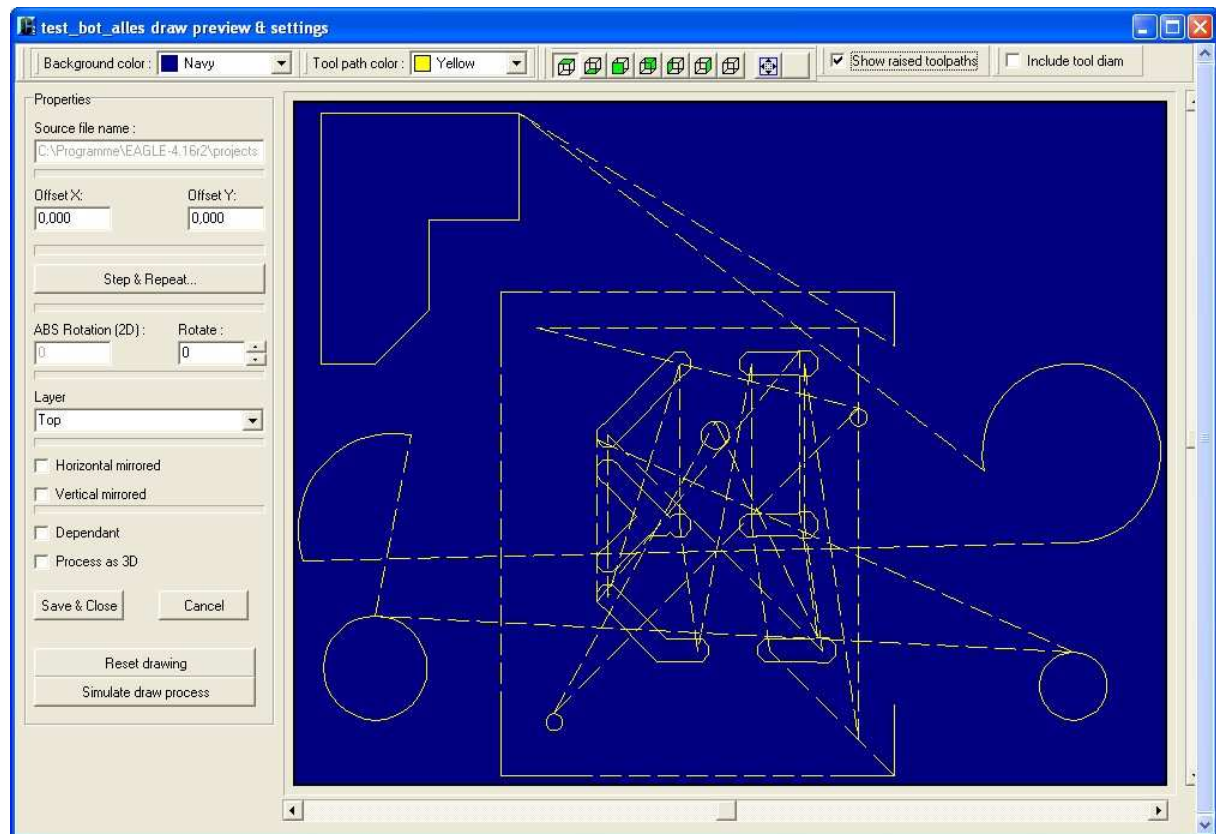 test_bot_alles draw preview & settings
Background color : Navy Tool path color : Yellow Show raised toolpaths Include tool diam
Properties
Source file name :
C:\Programme\EAGLE-4.16r2\projects
Offset X: Offset Y:
0,000 0,000
Step & Repeat...
ABS Rotation (2D) : Rotate :
0 0
Layer
Top
Horizontal mirrored
Vertical mirrored
Dependant
Process as 3D
Save & Close Cancel
Reset drawing
Simulate draw process